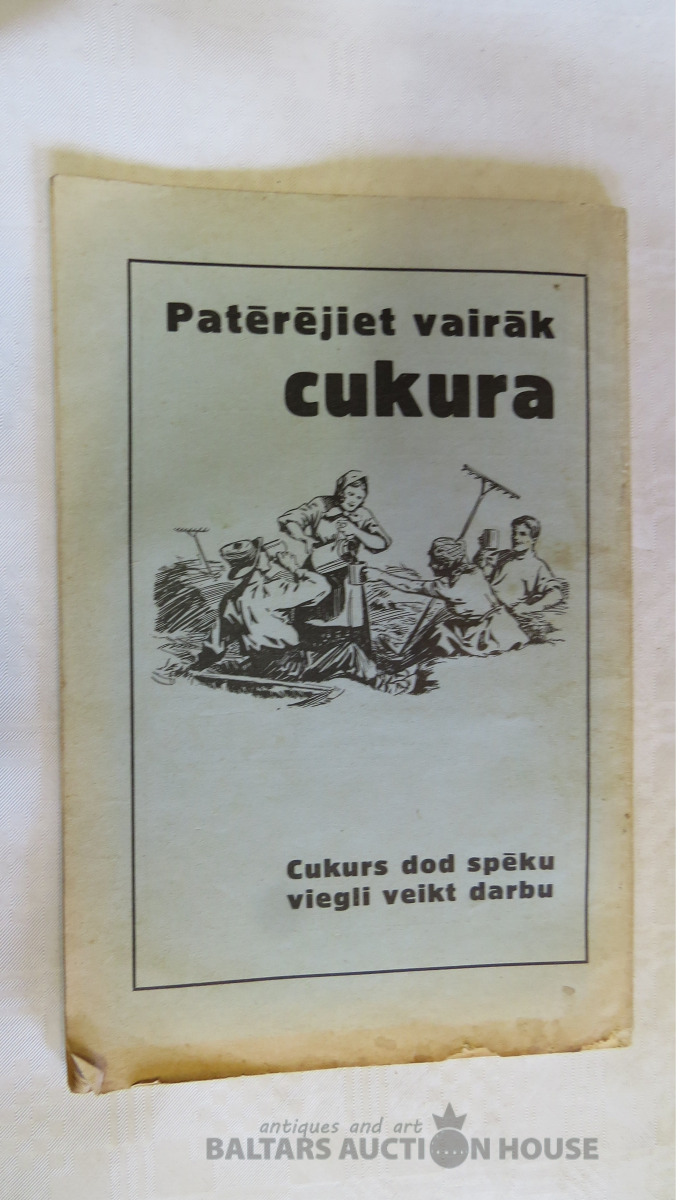 Patērējiet vairāk
cukura
Cukurs dod spēku
viegli veikt darbu
antiques and art
BALTARS AUCTION HOUSE